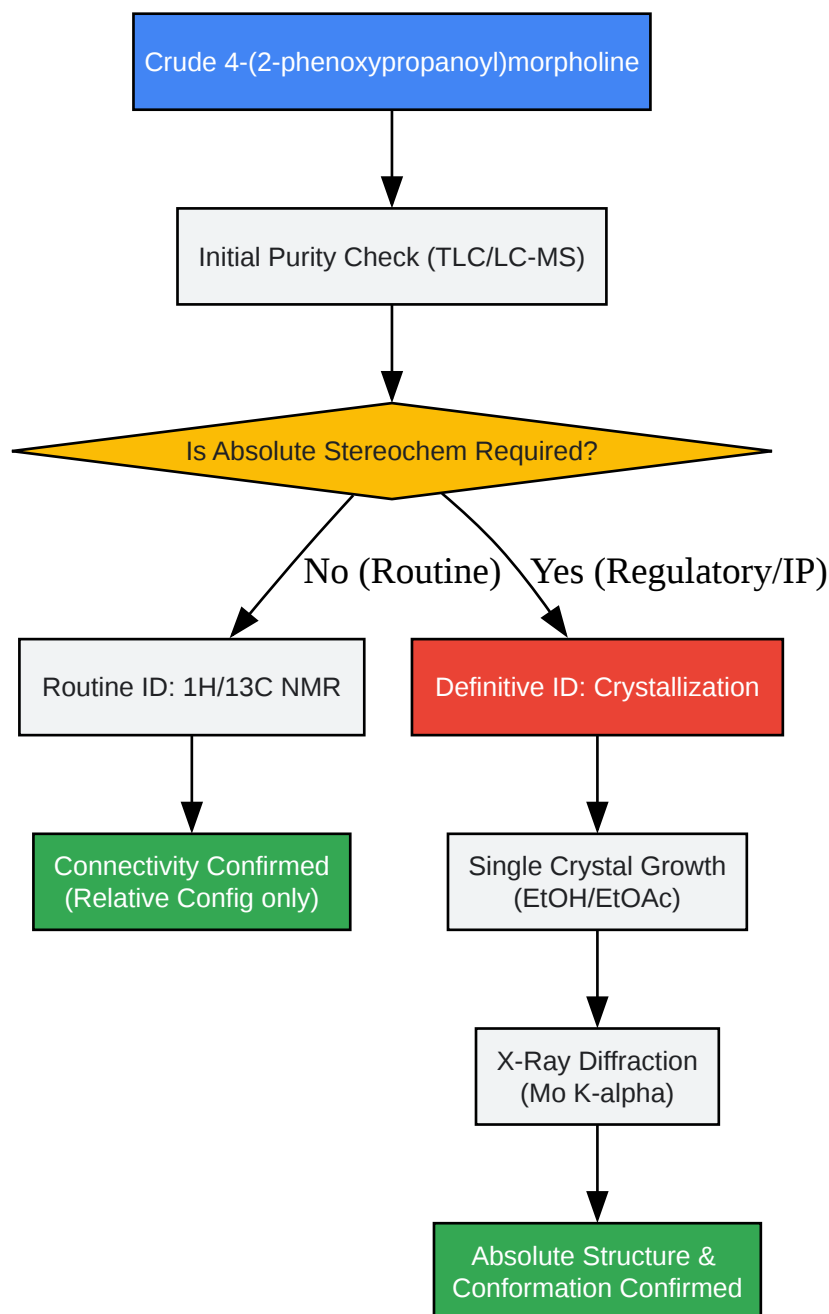 Crude 4-(2-phenoxypropanoyl)morpholine
Initial Purity Check (TLC/LC-MS)
Is Absolute Stereochem Required?
No (Routine)
Yes (Regulatory/IP)
Routine ID: 1H/13C NMR
Definitive ID: Crystallization
Connectivity Confirmed
(Relative Config only)
Single Crystal Growth
(EtOH/EtOAc)
X-Ray Diffraction
(Mo K-alpha)
Absolute Structure &
Conformation Confirmed